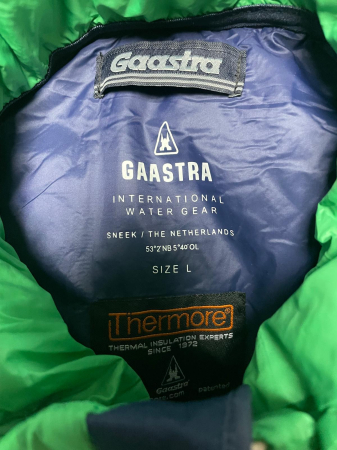 Gaastra
GAASTRA
INTERNATIONAL
WATER GEAR
SNEEK / THE NETHERLANDS
53°2'NB 5°40'OL
SIZE L
Thermore®
THERMAL INSULATION EXPERTS
SINCE 1972
Gaastra